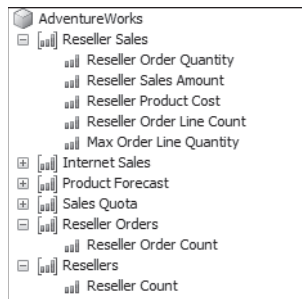 AdventureWorks
Reseller Sales
Reseller Order Quantity
Reseller Sales Amount
Reseller Product Cost
Reseller Order Line Count
Max Order Line Quantity
Internet Sales
Product Forecast
Sales Quota
Reseller Orders
Reseller Order Count
Resellers
Reseller Count